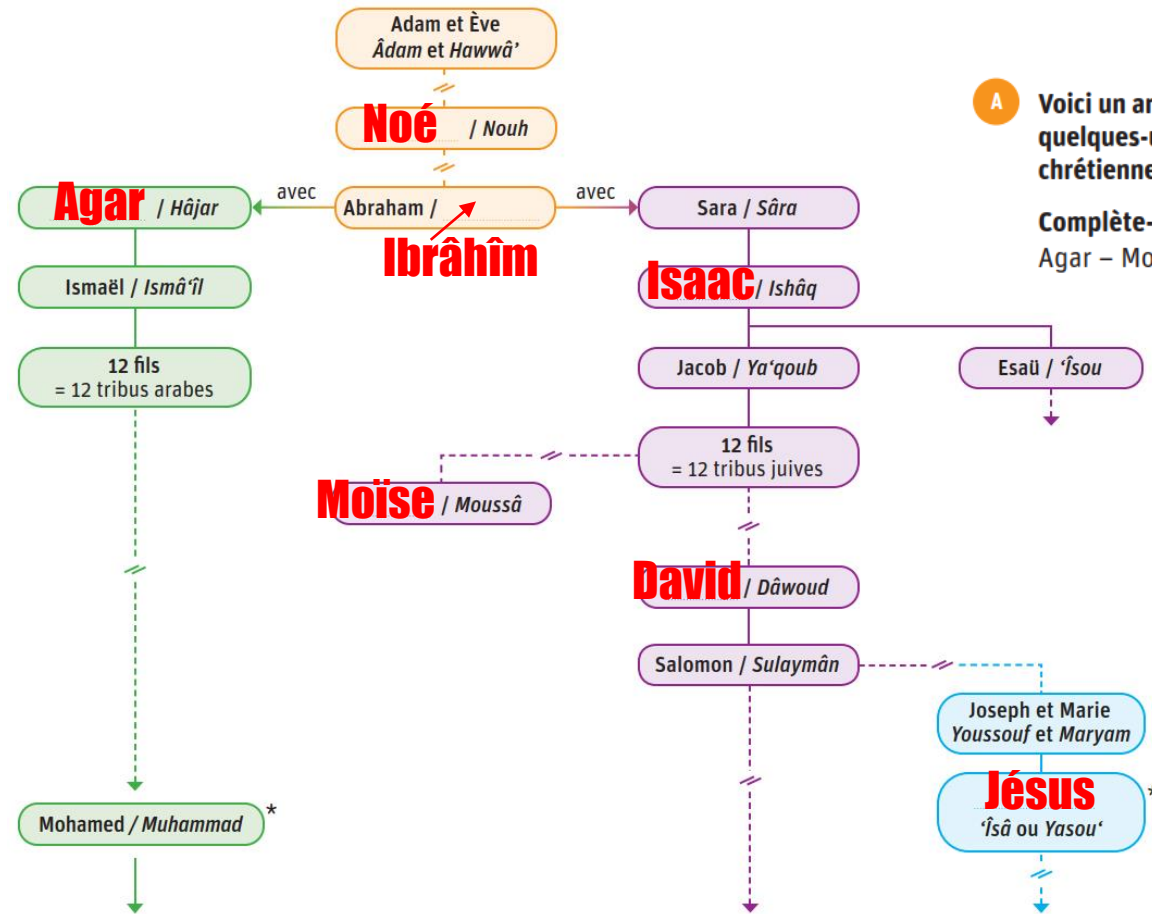 Adam et Ève
Âdam et Hawwâ’
Noé / Nouh
Agar / Hâjar
avec
Abraham /
Ibrâhîm
avec
Sara / Sâra
Ismaël / Ismâ‘îl
Isaac / Ishâq
12 fils
= 12 tribus arabes
Jacob / Ya‘qoub
Esaü / ‘Îsou
12 fils
= 12 tribus juives
Moïse / Moussâ
David / Dâwoud
Salomon / Sulaymân
Joseph et Marie
Youssouf et Maryam
Mohamed / Muhammad *
Jésus *
‘Îsâ ou Yasou‘
A Voici un ar
quelques-u
chrétienne
Complète-
Agar – Mo